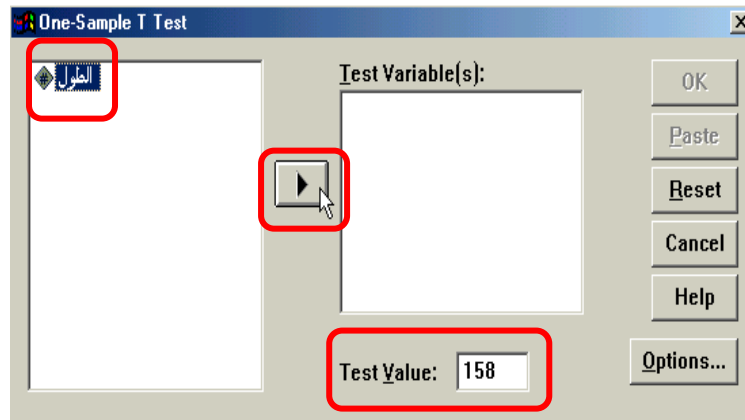 One-Sample T Test
الطول
Test Variable(s):
OK
Paste
Reset
Cancel
Help
Options...
Test Value: 158